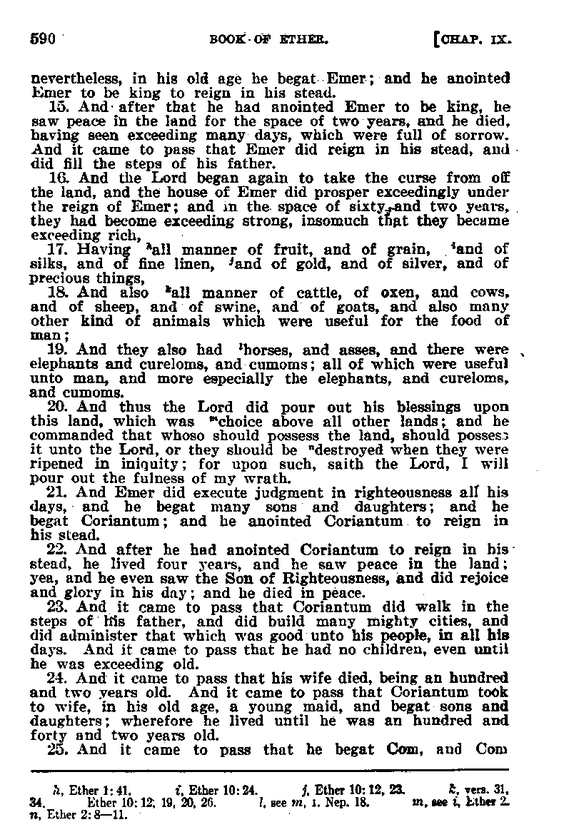 590 BOOK OF ETHER. [CHAP. IX.
nevertheless, in his old age he begat Emer; and he anointed
Emer to be king to reign in his stead.
15. And after that he had anointed Emer to be king, he
saw peace in the land for the space of two years, and he died,
having seen exceeding many days, which were full of sorrow.
And it came to pass that Emer did reign in his stead, and
did fill the steps of his father.
16. And the Lord began again to take the curse from off
the land, and the house of Emer did prosper exceedingly under
the reign of Emer; and in the space of sixty and two years,
they had become exceeding strong, insomuch that they became
exceeding rich,
17. Having ʰall manner of fruit, and of grain, ⁱand of
silks, and of fine linen, ʲand of gold, and of silver, and of
precious things,
18. And also ᵏall manner of cattle, of oxen, and cows,
and of sheep, and of swine, and of goats, and also many
other kind of animals which were useful for the food of
man;
19. And they also had ˡhorses, and asses, and there were
elephants and cureloms, and cumoms; all of which were useful
unto man, and more especially the elephants, and cureloms,
and cumoms.
20. And thus the Lord did pour out his blessings upon
this land, which was ᵐchoice above all other lands; and he
commanded that whoso should possess the land, should possess
it unto the Lord, or they should be ⁿdestroyed when they were
ripened in iniquity; for upon such, saith the Lord, I will
pour out the fulness of my wrath.
21. And Emer did execute judgment in righteousness all his
days, and he begat many sons and daughters; and he
begat Coriantum; and he anointed Coriantum to reign in
his stead.
22. And after he had anointed Coriantum to reign in his
stead, he lived four years, and he saw peace in the land;
yea, and he even saw the Son of Righteousness, and did rejoice
and glory in his day; and he died in peace.
23. And it came to pass that Coriantum did walk in the
steps of his father, and did build many mighty cities, and
did administer that which was good unto his people, in all his
days. And it came to pass that he had no children, even until
he was exceeding old.
24. And it came to pass that his wife died, being an hundred
and two years old. And it came to pass that Coriantum took
to wife, in his old age, a young maid, and begat sons and
daughters; wherefore he lived until he was an hundred and
forty and two years old.
25. And it came to pass that he begat Com, and Com
h, Ether 1:41. i, Ether 10:24. j, Ether 10:12, 23. k, vers. 31,
34. Ether 10:12, 19, 20, 26. l, see m, 1. Nep. 18. m, see i, Ether 2.
n, Ether 2:8—11.